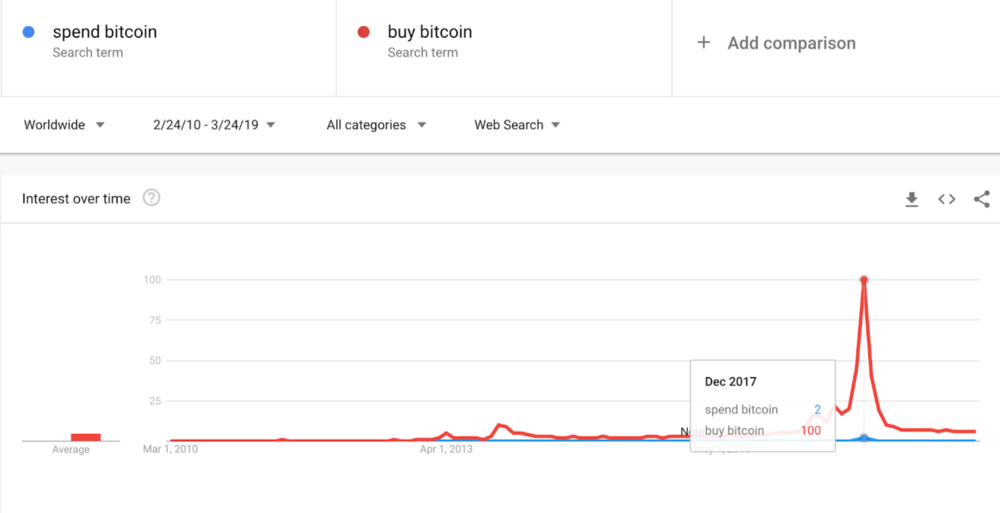 spend bitcoin
Search term
buy bitcoin
Search term
+ Add comparison
Worldwide
2/24/10 - 3/24/19
All categories
Web Search
Interest over time
100
75
50
25
Average
Mar 1, 2010
Apr 1, 2013
Dec 2017
spend bitcoin 2
buy bitcoin 100